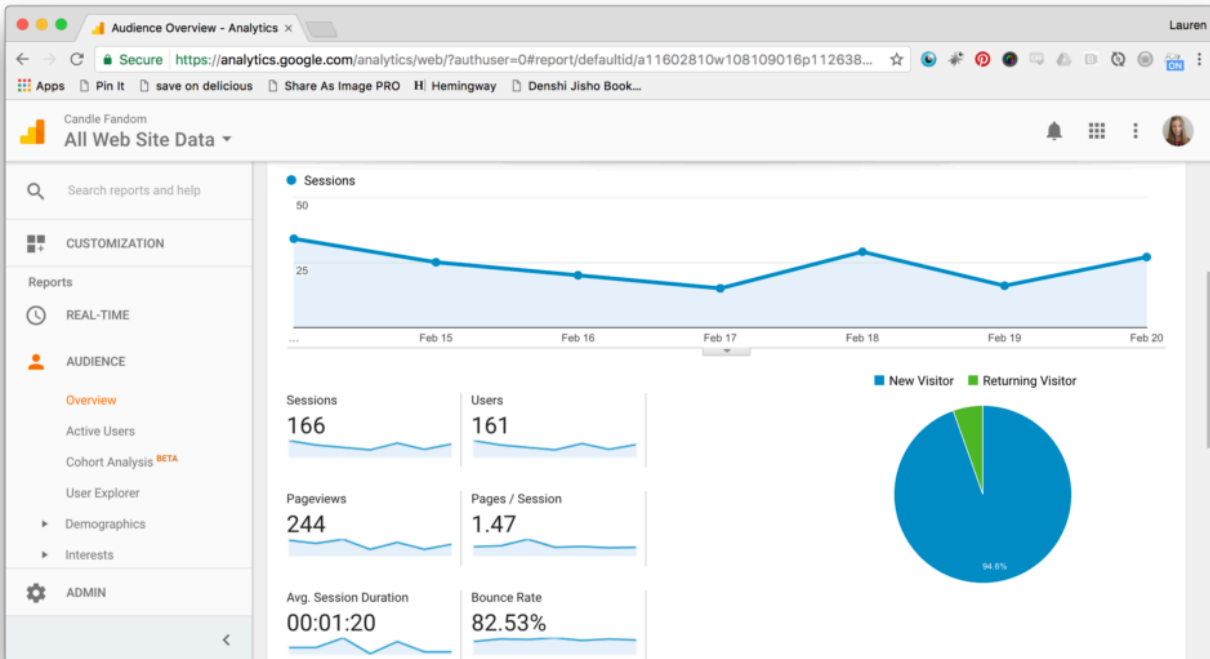 Audience Overview - Analytics ×
Lauren
Secure https://analytics.google.com/analytics/web/?authuser=0#report/defaultid/a11602810w108109016p112638...
ON
Apps Pin It save on delicious Share As Image PRO H Hemingway Denshi Jisho Book...
Candle Fandom
All Web Site Data
Search reports and help
CUSTOMIZATION
Reports
REAL-TIME
AUDIENCE
Overview
Active Users
Cohort Analysis BETA
User Explorer
Demographics
Interests
ADMIN
Sessions
50
25
... Feb 15 Feb 16 Feb 17 Feb 18 Feb 19 Feb 20
New Visitor Returning Visitor
Sessions Users
166 161
Pageviews Pages / Session
244 1.47
94.6%
Avg. Session Duration Bounce Rate
00:01:20 82.53%